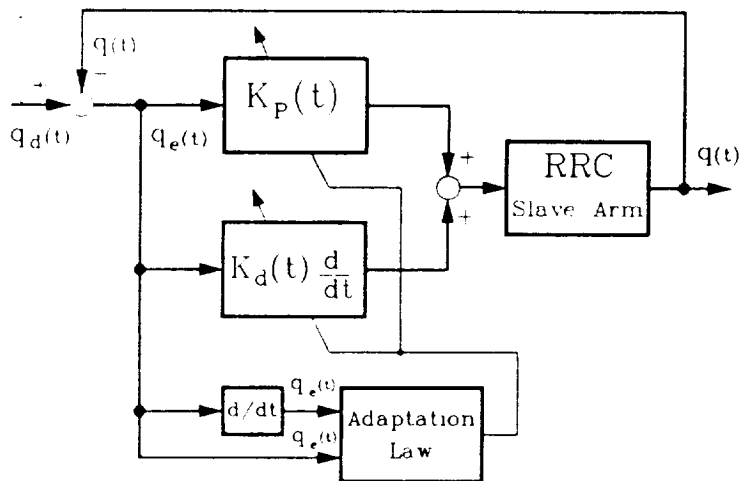 q(t)
+
−
q_d(t)
q_e(t)
K_P(t)
+
+
RRC
Slave Arm
q(t)
K_d(t) d/dt
d/dt
q_e(t)
q_e(t)
Adaptation
Law